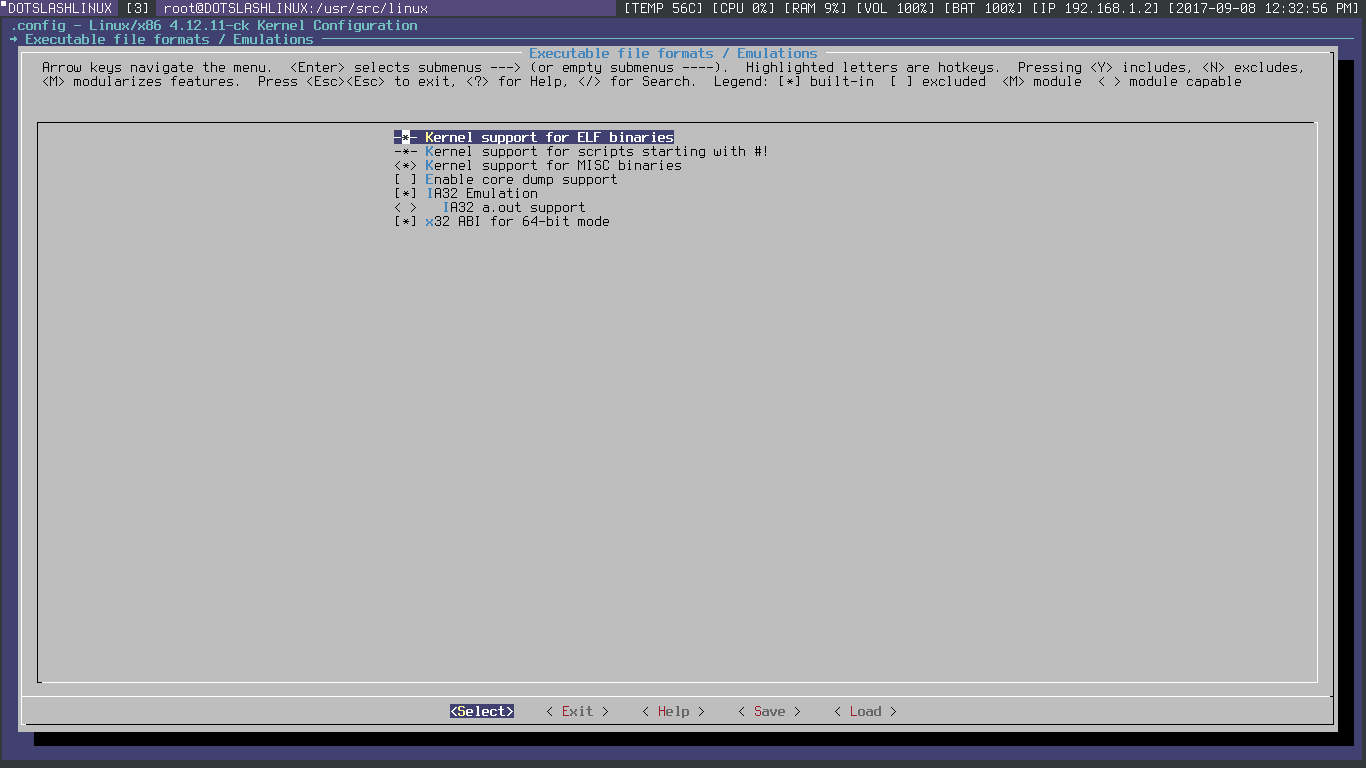 DOTSLASHLINUX [3] root@DOTSLASHLINUX:/usr/src/linux [TEMP 56C] [CPU 0%] [RAM 9%] [VOL 100%] [BAT 100%] [IP 192.168.1.2] [2017-09-08 12:32:56 PM]
.config - Linux/x86 4.12.11-ck Kernel Configuration
→ Executable file formats / Emulations
Executable file formats / Emulations
Arrow keys navigate the menu.  <Enter> selects submenus ---> (or empty submenus ----).  Highlighted letters are hotkeys.  Pressing <Y> includes, <N> excludes,
<M> modularizes features.  Press <Esc><Esc> to exit, <?> for Help, </> for Search.  Legend: [*] built-in  [ ] excluded  <M> module  < > module capable
-*- Kernel support for ELF binaries
-*- Kernel support for scripts starting with #!
<*> Kernel support for MISC binaries
[ ] Enable core dump support
[*] IA32 Emulation
< >   IA32 a.out support
[*] x32 ABI for 64-bit mode
<Select>    < Exit >    < Help >    < Save >    < Load >